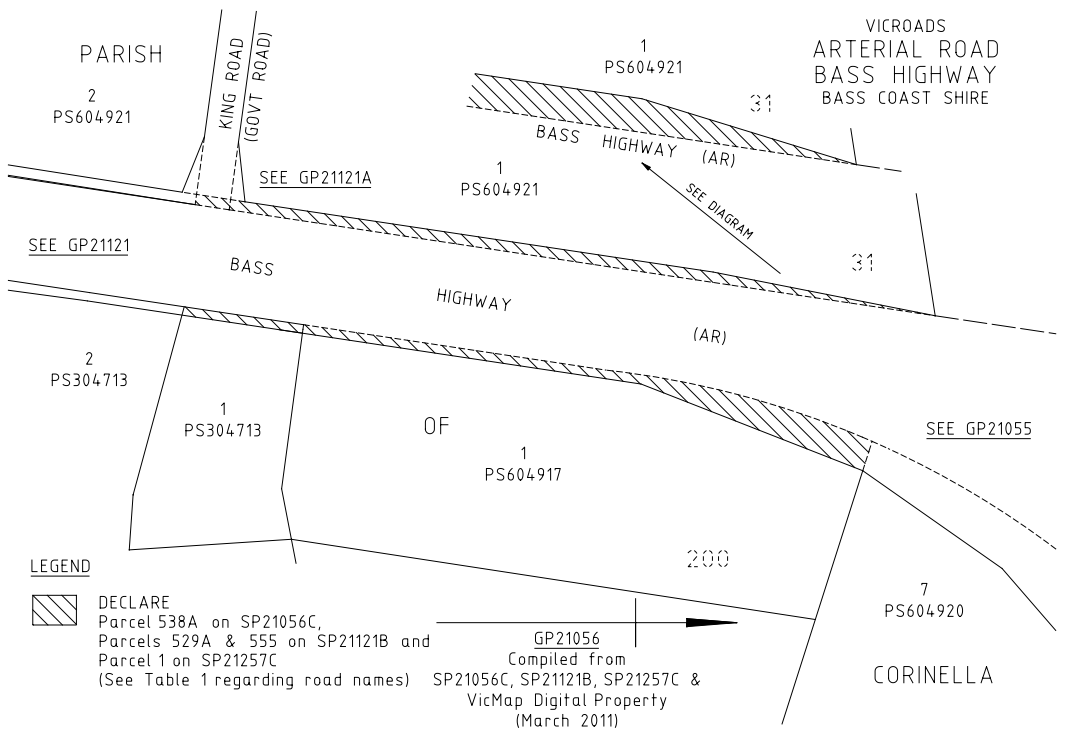 VICROADS
ARTERIAL ROAD
BASS HIGHWAY
BASS COAST SHIRE
PARISH
2
PS604921
KING ROAD
(GOVT ROAD)
1
PS604921
31
BASS HIGHWAY (AR)
SEE GP21121A
1
PS604921
SEE DIAGRAM
SEE GP21121
31
BASS HIGHWAY (AR)
2
PS304713
1
PS304713
OF
1
PS604917
SEE GP21055
200
7
PS604920
CORINELLA
LEGEND
DECLARE
Parcel 538A on SP21056C,
Parcels 529A & 555 on SP21121B and
Parcel 1 on SP21257C
(See Table 1 regarding road names)
GP21056
Compiled from
SP21056C, SP21121B, SP21257C &
VicMap Digital Property
(March 2011)